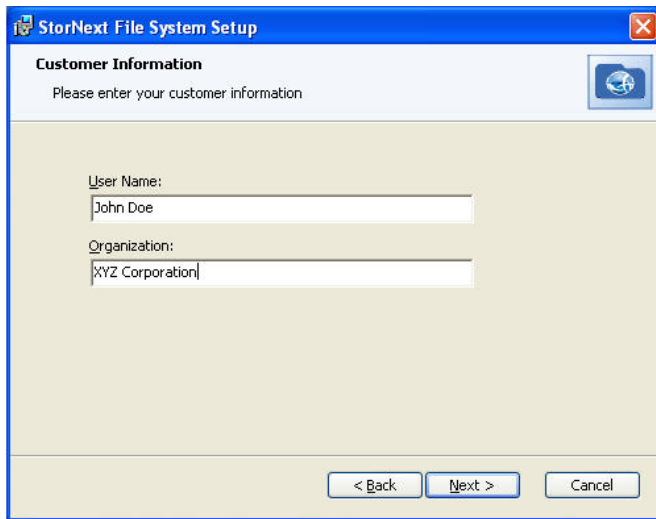 StorNext File System Setup
Customer Information
Please enter your customer information
User Name:
John Doe
Organization:
XYZ Corporation
< Back Next > Cancel